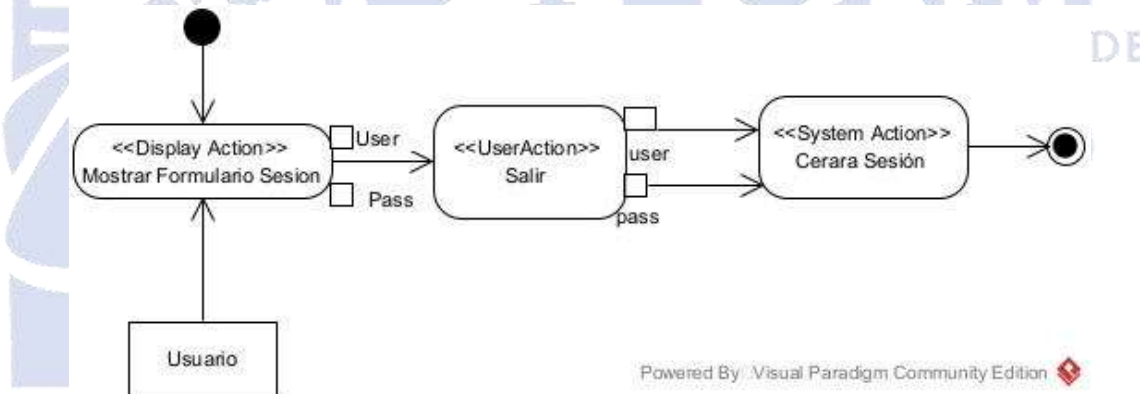 DE
<<Display Action>>
Mostrar Formulario Sesion
User
Pass
<<UserAction>>
Salir
user
pass
<<System Action>>
Cerara Sesión
Usuario
Powered By Visual Paradigm Community Edition